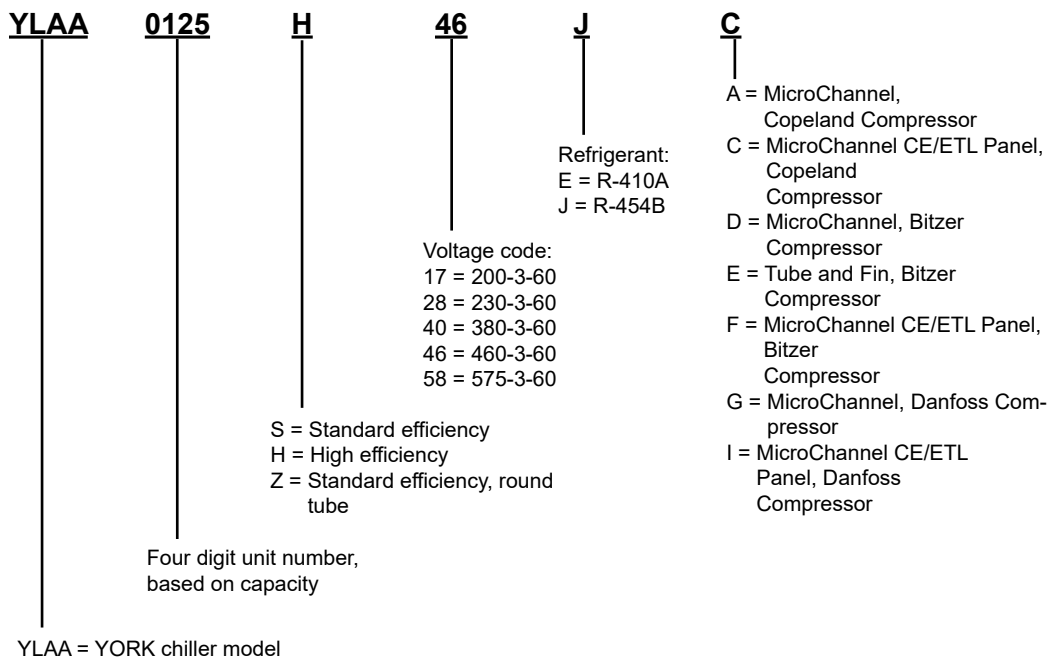 YLAA 0125 H 46 J C
A = MicroChannel,
Copeland Compressor
C = MicroChannel CE/ETL Panel,
Copeland
Compressor
D = MicroChannel, Bitzer
Compressor
E = Tube and Fin, Bitzer
Compressor
F = MicroChannel CE/ETL Panel,
Bitzer
Compressor
G = MicroChannel, Danfoss Com-
pressor
I = MicroChannel CE/ETL
Panel, Danfoss
Compressor
Refrigerant:
E = R-410A
J = R-454B
Voltage code:
17 = 200-3-60
28 = 230-3-60
40 = 380-3-60
46 = 460-3-60
58 = 575-3-60
S = Standard efficiency
H = High efficiency
Z = Standard efficiency, round
tube
Four digit unit number,
based on capacity
YLAA = YORK chiller model